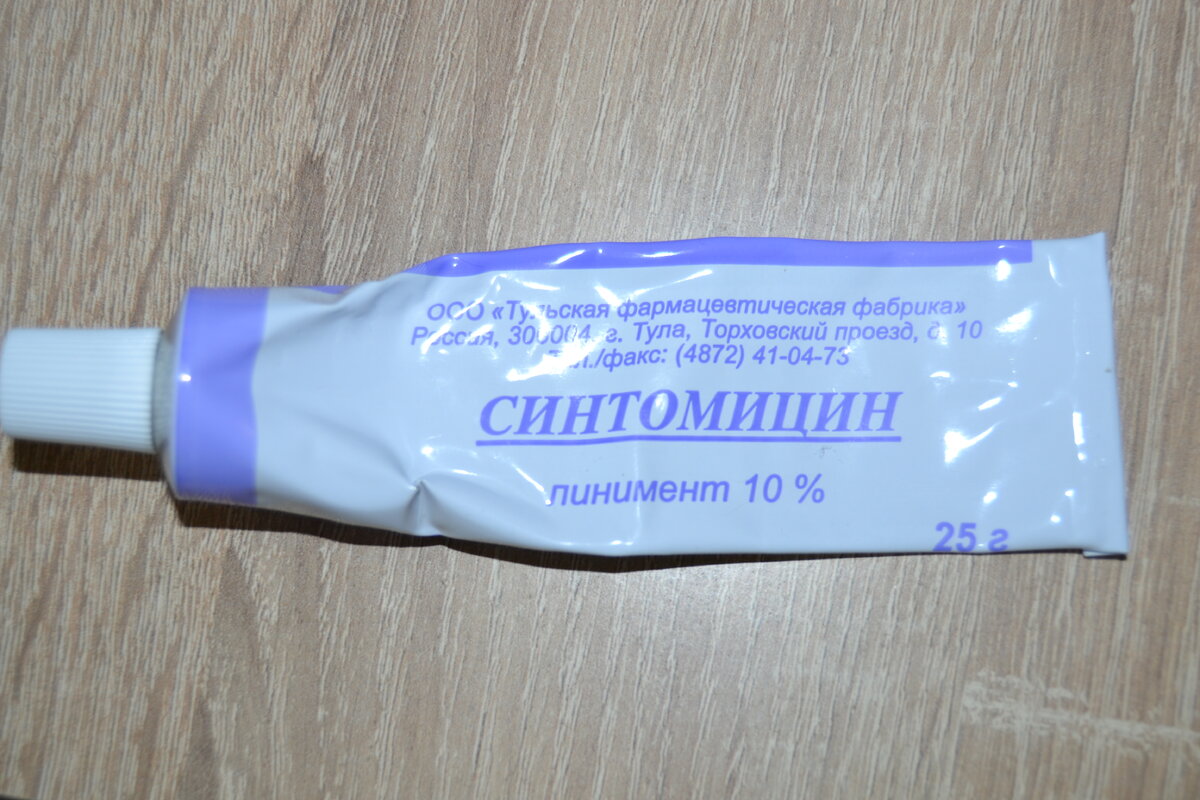 ООО «Тульская фармацевтическая фабрика»
Россия, 300004, г. Тула, Торховский проезд, д. 10
Тел./факс: (4872) 41-04-73
СИНТОМИЦИН
линимент 10 %
25 г